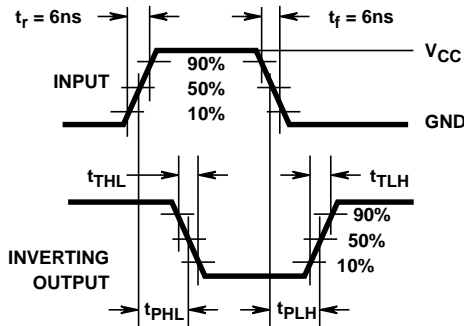 tr = 6ns
tf = 6ns
VCC
INPUT
90%
50%
10%
GND
tTHL
tTLH
90%
50%
10%
INVERTING
OUTPUT
tPHL
tPLH